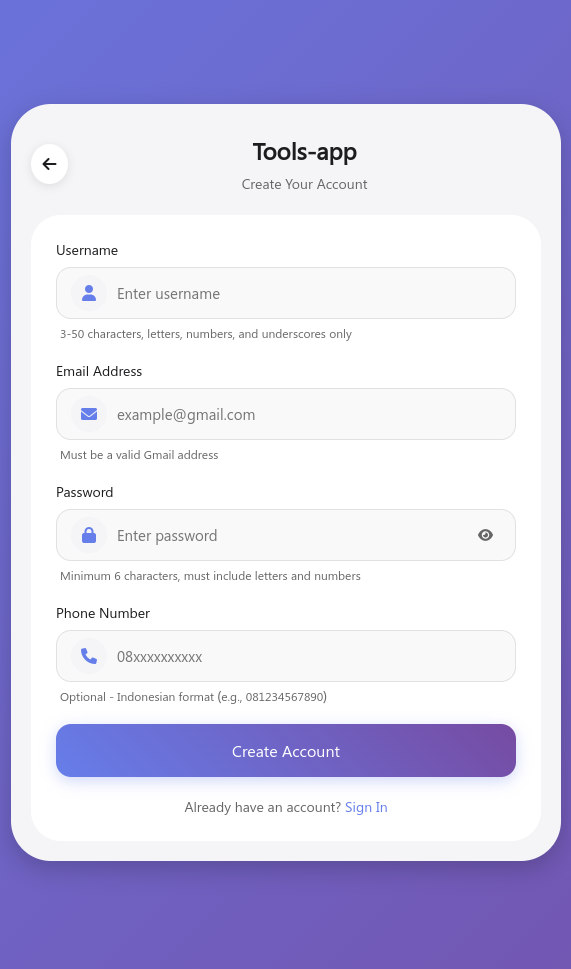 Tools-app
Create Your Account
Username
Enter username
3-50 characters, letters, numbers, and underscores only
Email Address
example@gmail.com
Must be a valid Gmail address
Password
Enter password
Minimum 6 characters, must include letters and numbers
Phone Number
08xxxxxxxxxx
Optional - Indonesian format (e.g., 081234567890)
Create Account
Already have an account? Sign In